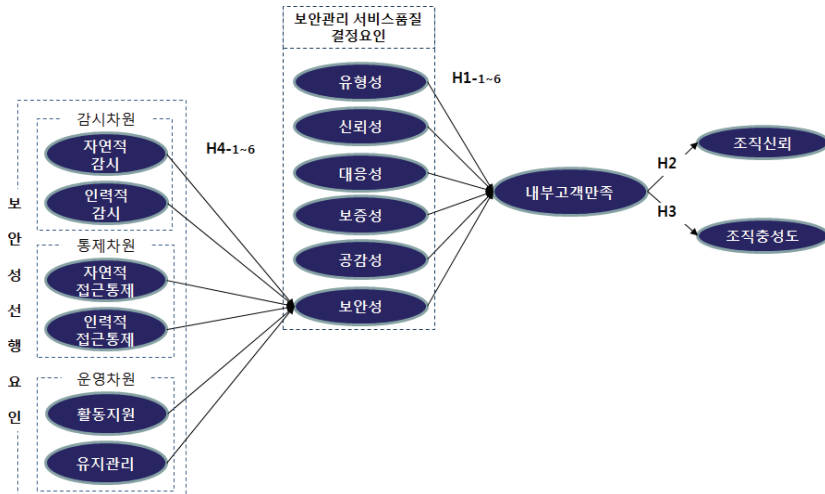 보안관리 서비스품질
결정요인
유형성
신뢰성
대응성
보증성
공감성
보안성
H1-1~6
H4-1~6
보안성선행요인
감시차원
자연적
감시
인력적
감시
통제차원
자연적
접근통제
인력적
접근통제
운영차원
활동지원
유지관리
내부고객만족
H2
H3
조직신뢰
조직충성도